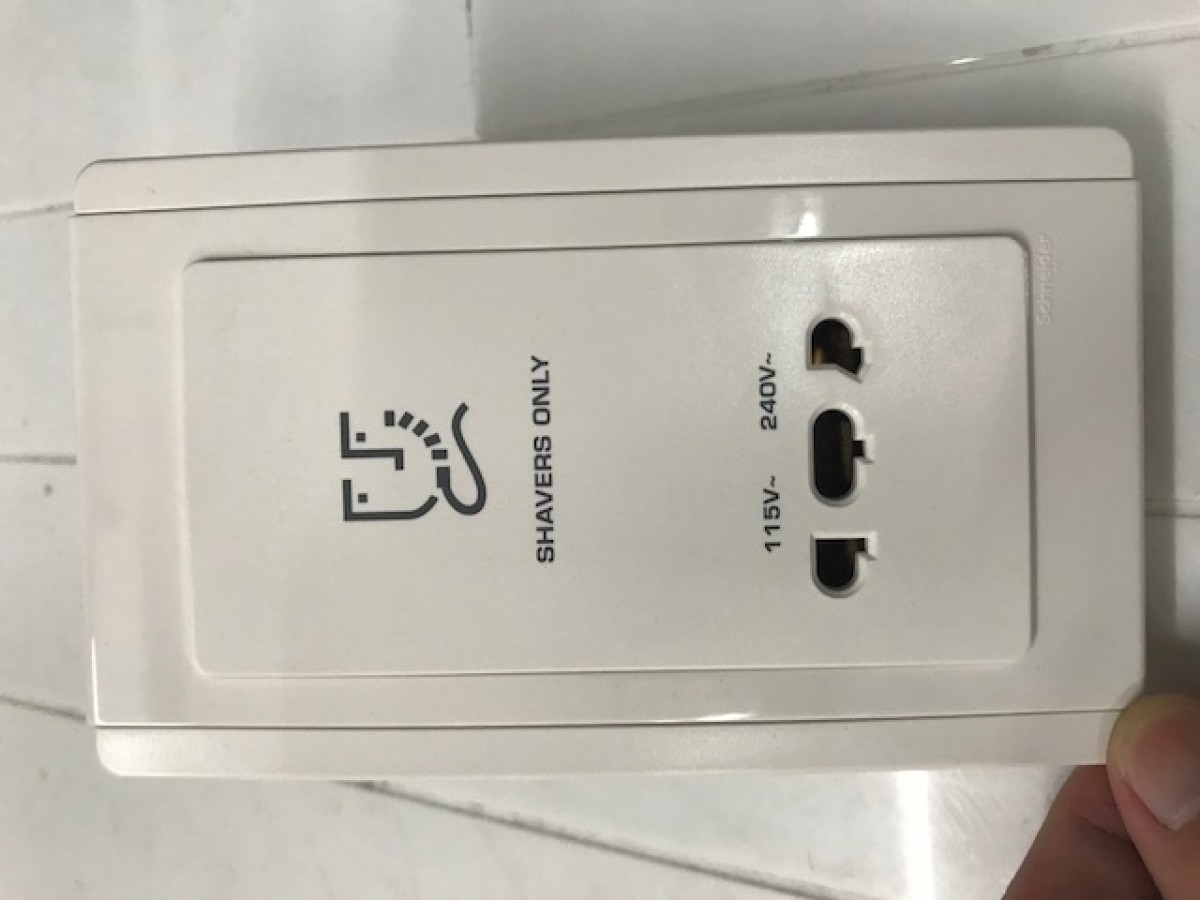 SHAVERS ONLY
115V~ 240V~
Schneider